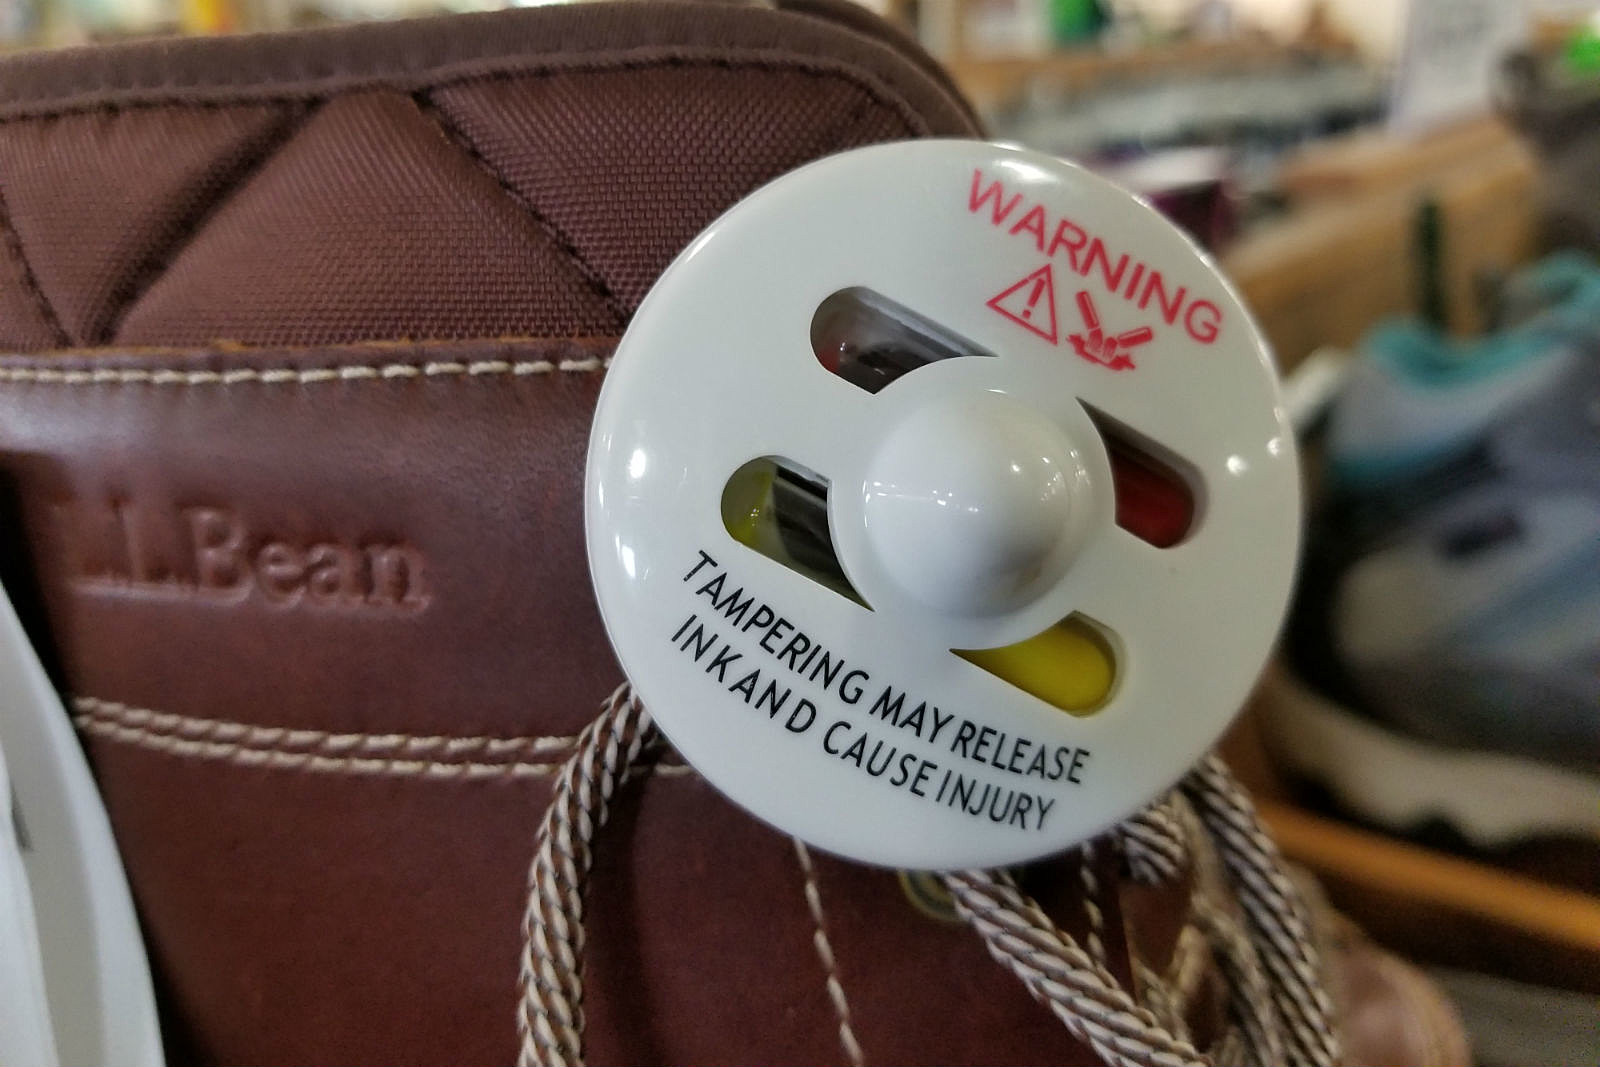 WARNING
L.L.Bean
TAMPERING MAY RELEASE
INK AND CAUSE INJURY